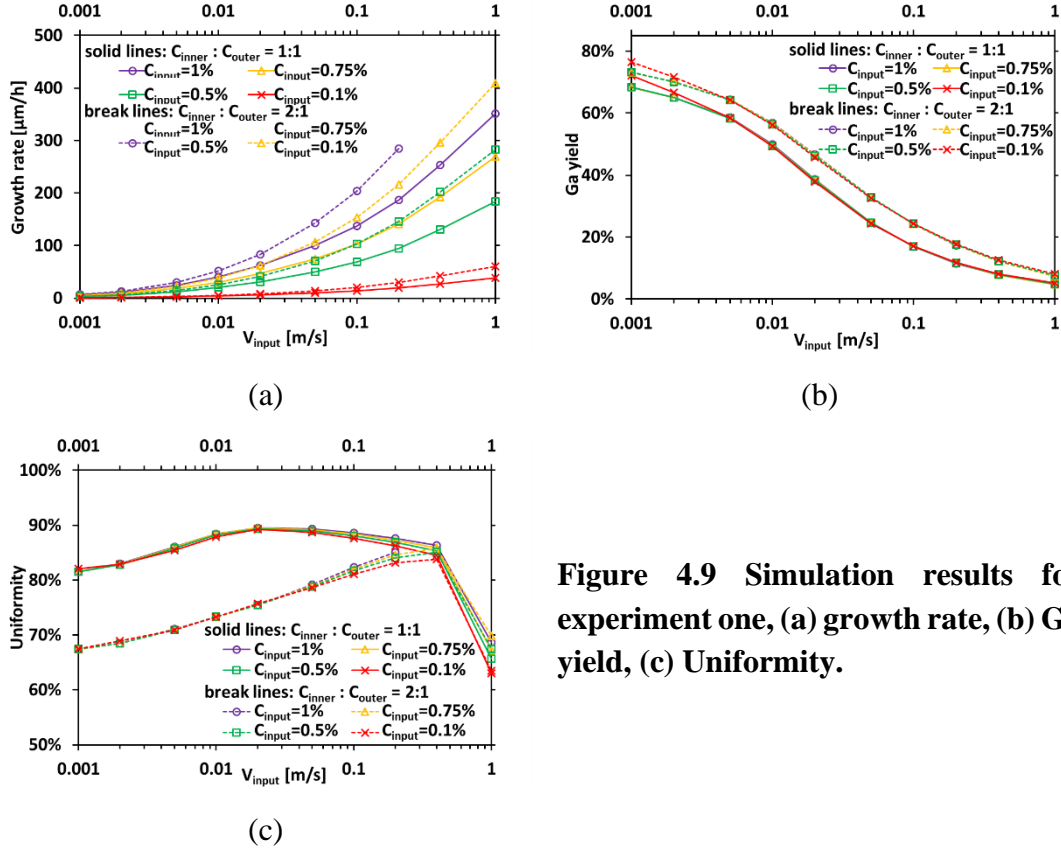 0.001 0.01 0.1 1
500
400
300
200
100
0
Growth rate [µm/h]
solid lines: Cinner : Couter = 1:1
Cinput=1% Cinput=0.75%
Cinput=0.5% Cinput=0.1%
break lines: Cinner : Couter = 2:1
Cinput=1% Cinput=0.75%
Cinput=0.5% Cinput=0.1%
0.001 0.01 0.1 1
Vinput [m/s]
(a)
0.001 0.01 0.1 1
80%
60%
40%
20%
0%
Ga yield
solid lines: Cinner : Couter = 1:1
Cinput=1% Cinput=0.75%
Cinput=0.5% Cinput=0.1%
break lines: Cinner : Couter = 2:1
Cinput=1% Cinput=0.75%
Cinput=0.5% Cinput=0.1%
0.001 0.01 0.1 1
Vinput [m/s]
(b)
0.001 0.01 0.1 1
100%
90%
80%
70%
60%
50%
Uniformity
solid lines: Cinner : Couter = 1:1
Cinput=1% Cinput=0.75%
Cinput=0.5% Cinput=0.1%
break lines: Cinner : Couter = 2:1
Cinput=1% Cinput=0.75%
Cinput=0.5% Cinput=0.1%
0.001 0.01 0.1 1
Vinput [m/s]
(c)
Figure 4.9 Simulation results fo
experiment one, (a) growth rate, (b) G
yield, (c) Uniformity.